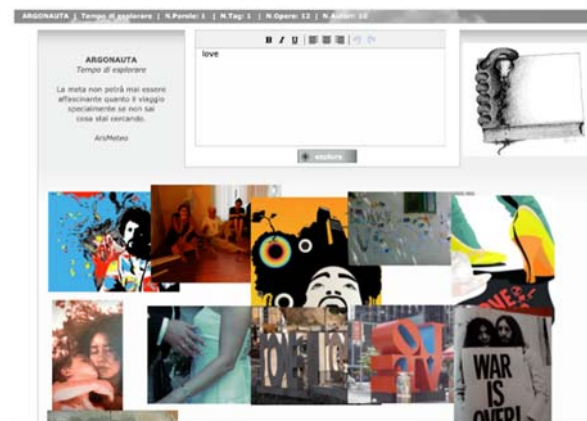 ARGONAUTA | Tempo di esplorare | N.Parole: 1 | N.Tag: 1 | N.Opere: 12 | N.Autori: 10
B I U
ARGONAUTA
Tempo di esplorare
La meta non potrà mai essere
affascinante quanto il viaggio
specialmente se non sai
cosa stai cercando.
ArsMeteo
love
esplora
LOVE
WAR
IS
OVER!